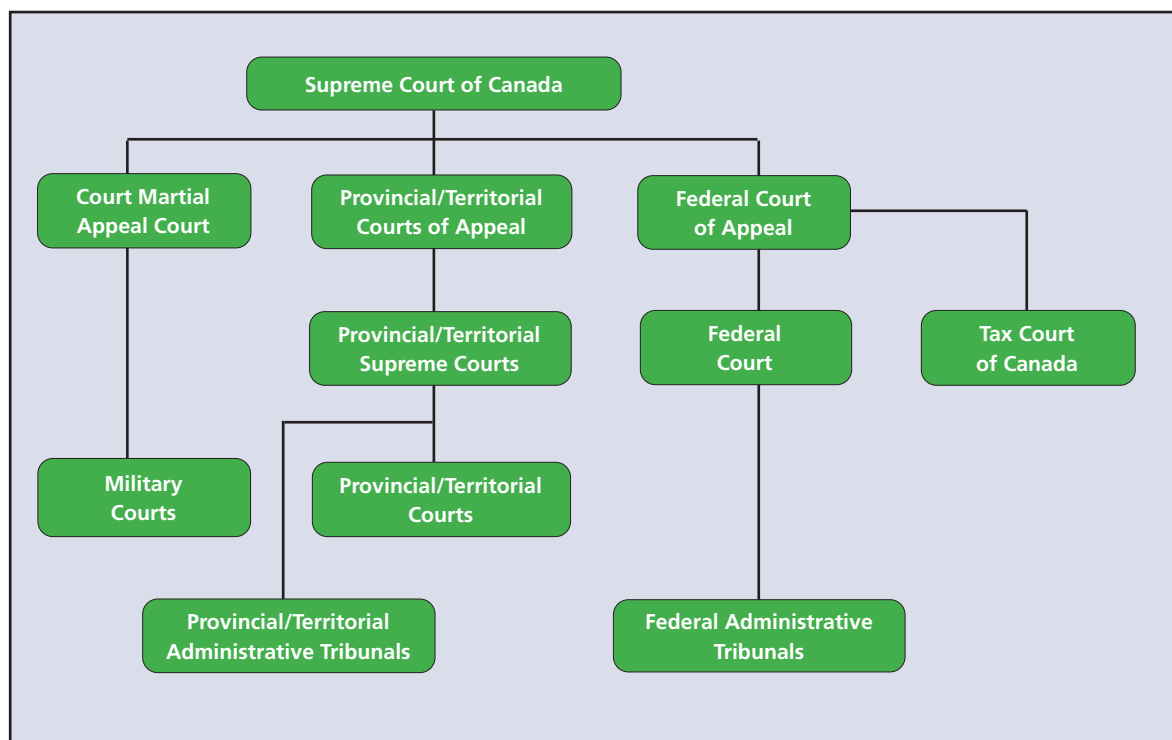 Supreme Court of Canada
Court Martial
Appeal Court
Provincial/Territorial
Courts of Appeal
Federal Court
of Appeal
Provincial/Territorial
Supreme Courts
Federal
Court
Tax Court
of Canada
Military
Courts
Provincial/Territorial
Courts
Provincial/Territorial
Administrative Tribunals
Federal Administrative
Tribunals